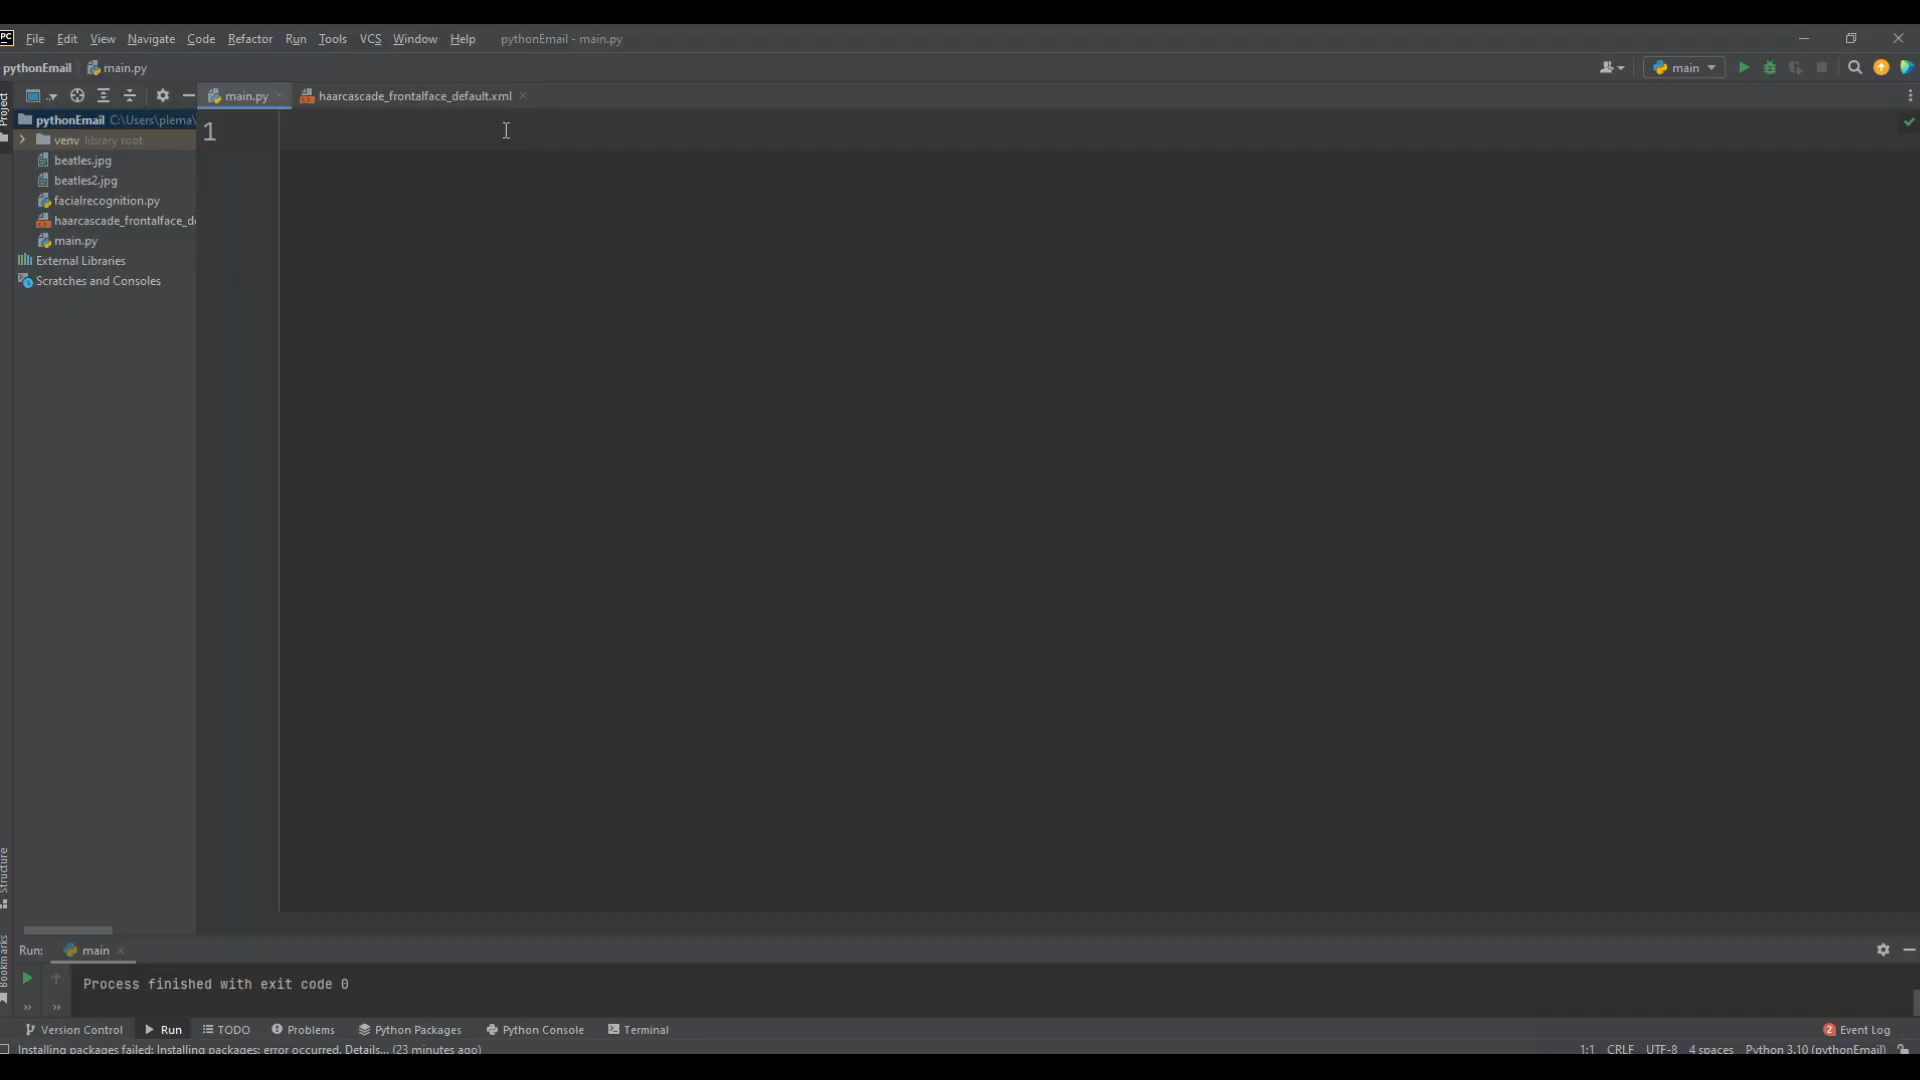 PC File Edit View Navigate Code Refactor Run Tools VCS Window Help pythonEmail - main.py
pythonEmail main.py main
Project
main.py haarcascade_frontalface_default.xml
pythonEmail C:\Users\plema\
1
venv library root
beatles.jpg
beatles2.jpg
facialrecognition.py
haarcascade_frontalface_de
main.py
External Libraries
Scratches and Consoles
Structure
Bookmarks
Run: main
Process finished with exit code 0
Version Control Run TODO Problems Python Packages Python Console Terminal 2 Event Log
Installing packages failed: Installing packages: error occurred. Details... (23 minutes ago) 1:1 CRLF UTF-8 4 spaces Python 3.10 (pythonEmail)